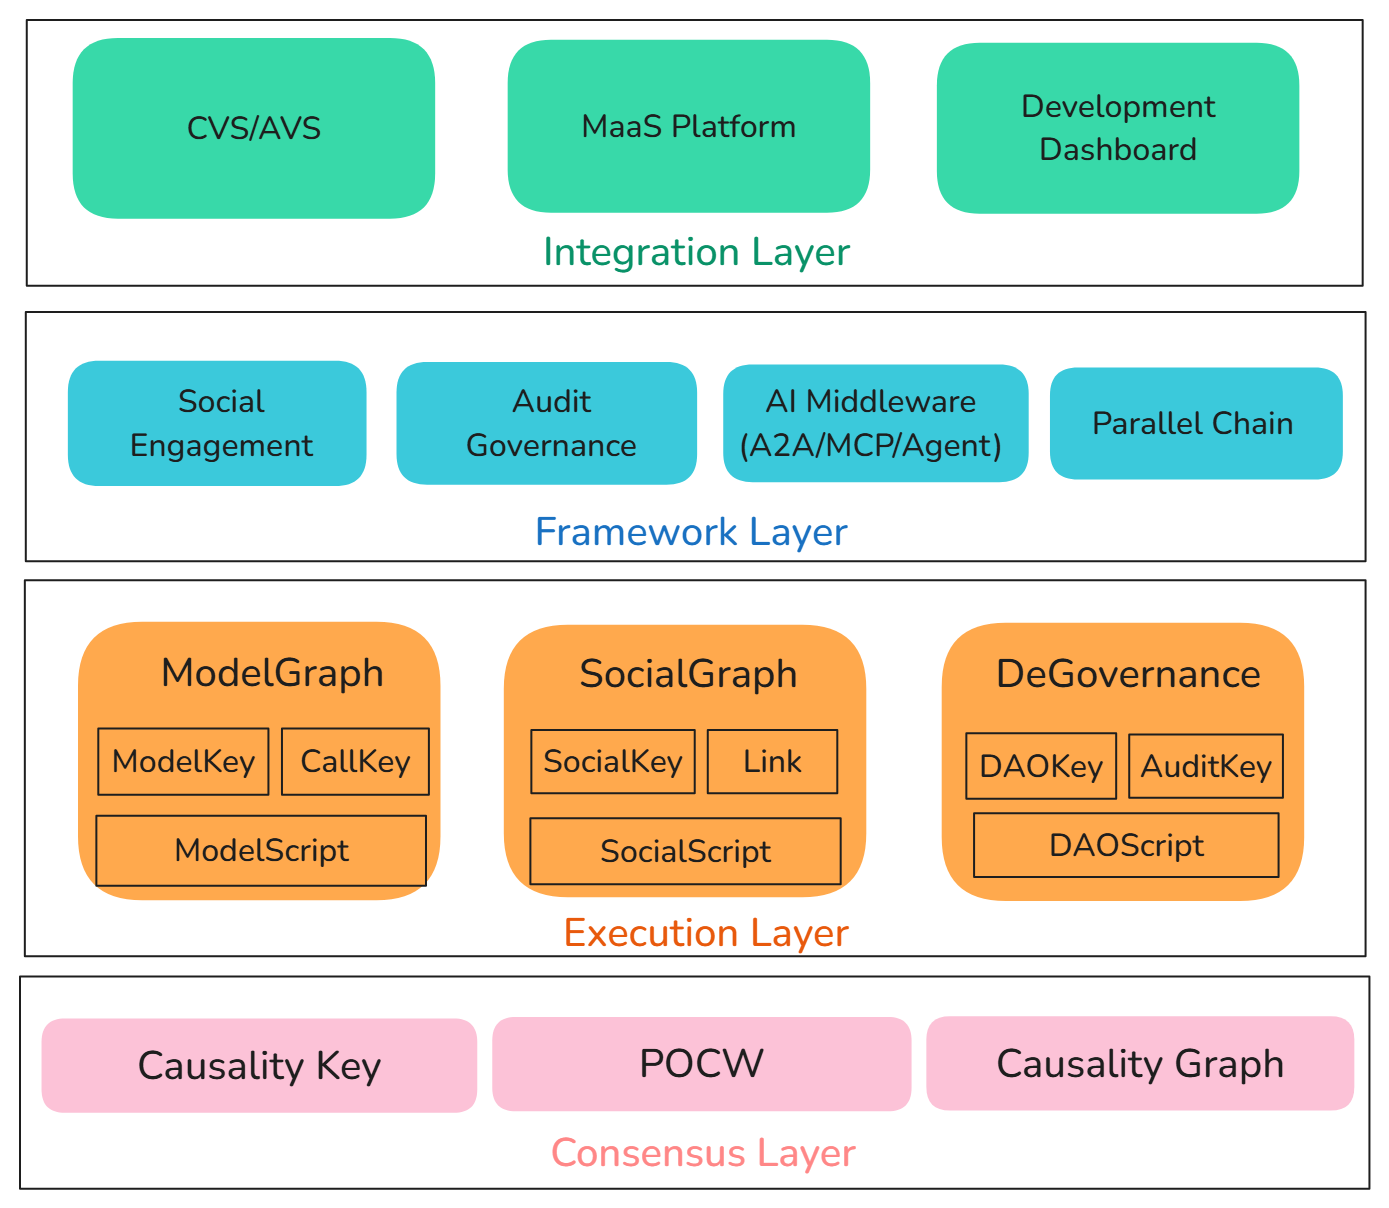 CVS/AVS
MaaS Platform
Development
Dashboard
Integration Layer
Social
Engagement
Audit
Governance
AI Middleware
(A2A/MCP/Agent)
Parallel Chain
Framework Layer
ModelGraph
ModelKey
CallKey
ModelScript
SocialGraph
SocialKey
Link
SocialScript
DeGovernance
DAOKey
AuditKey
DAOScript
Execution Layer
Causality Key
POCW
Causality Graph
Consensus Layer